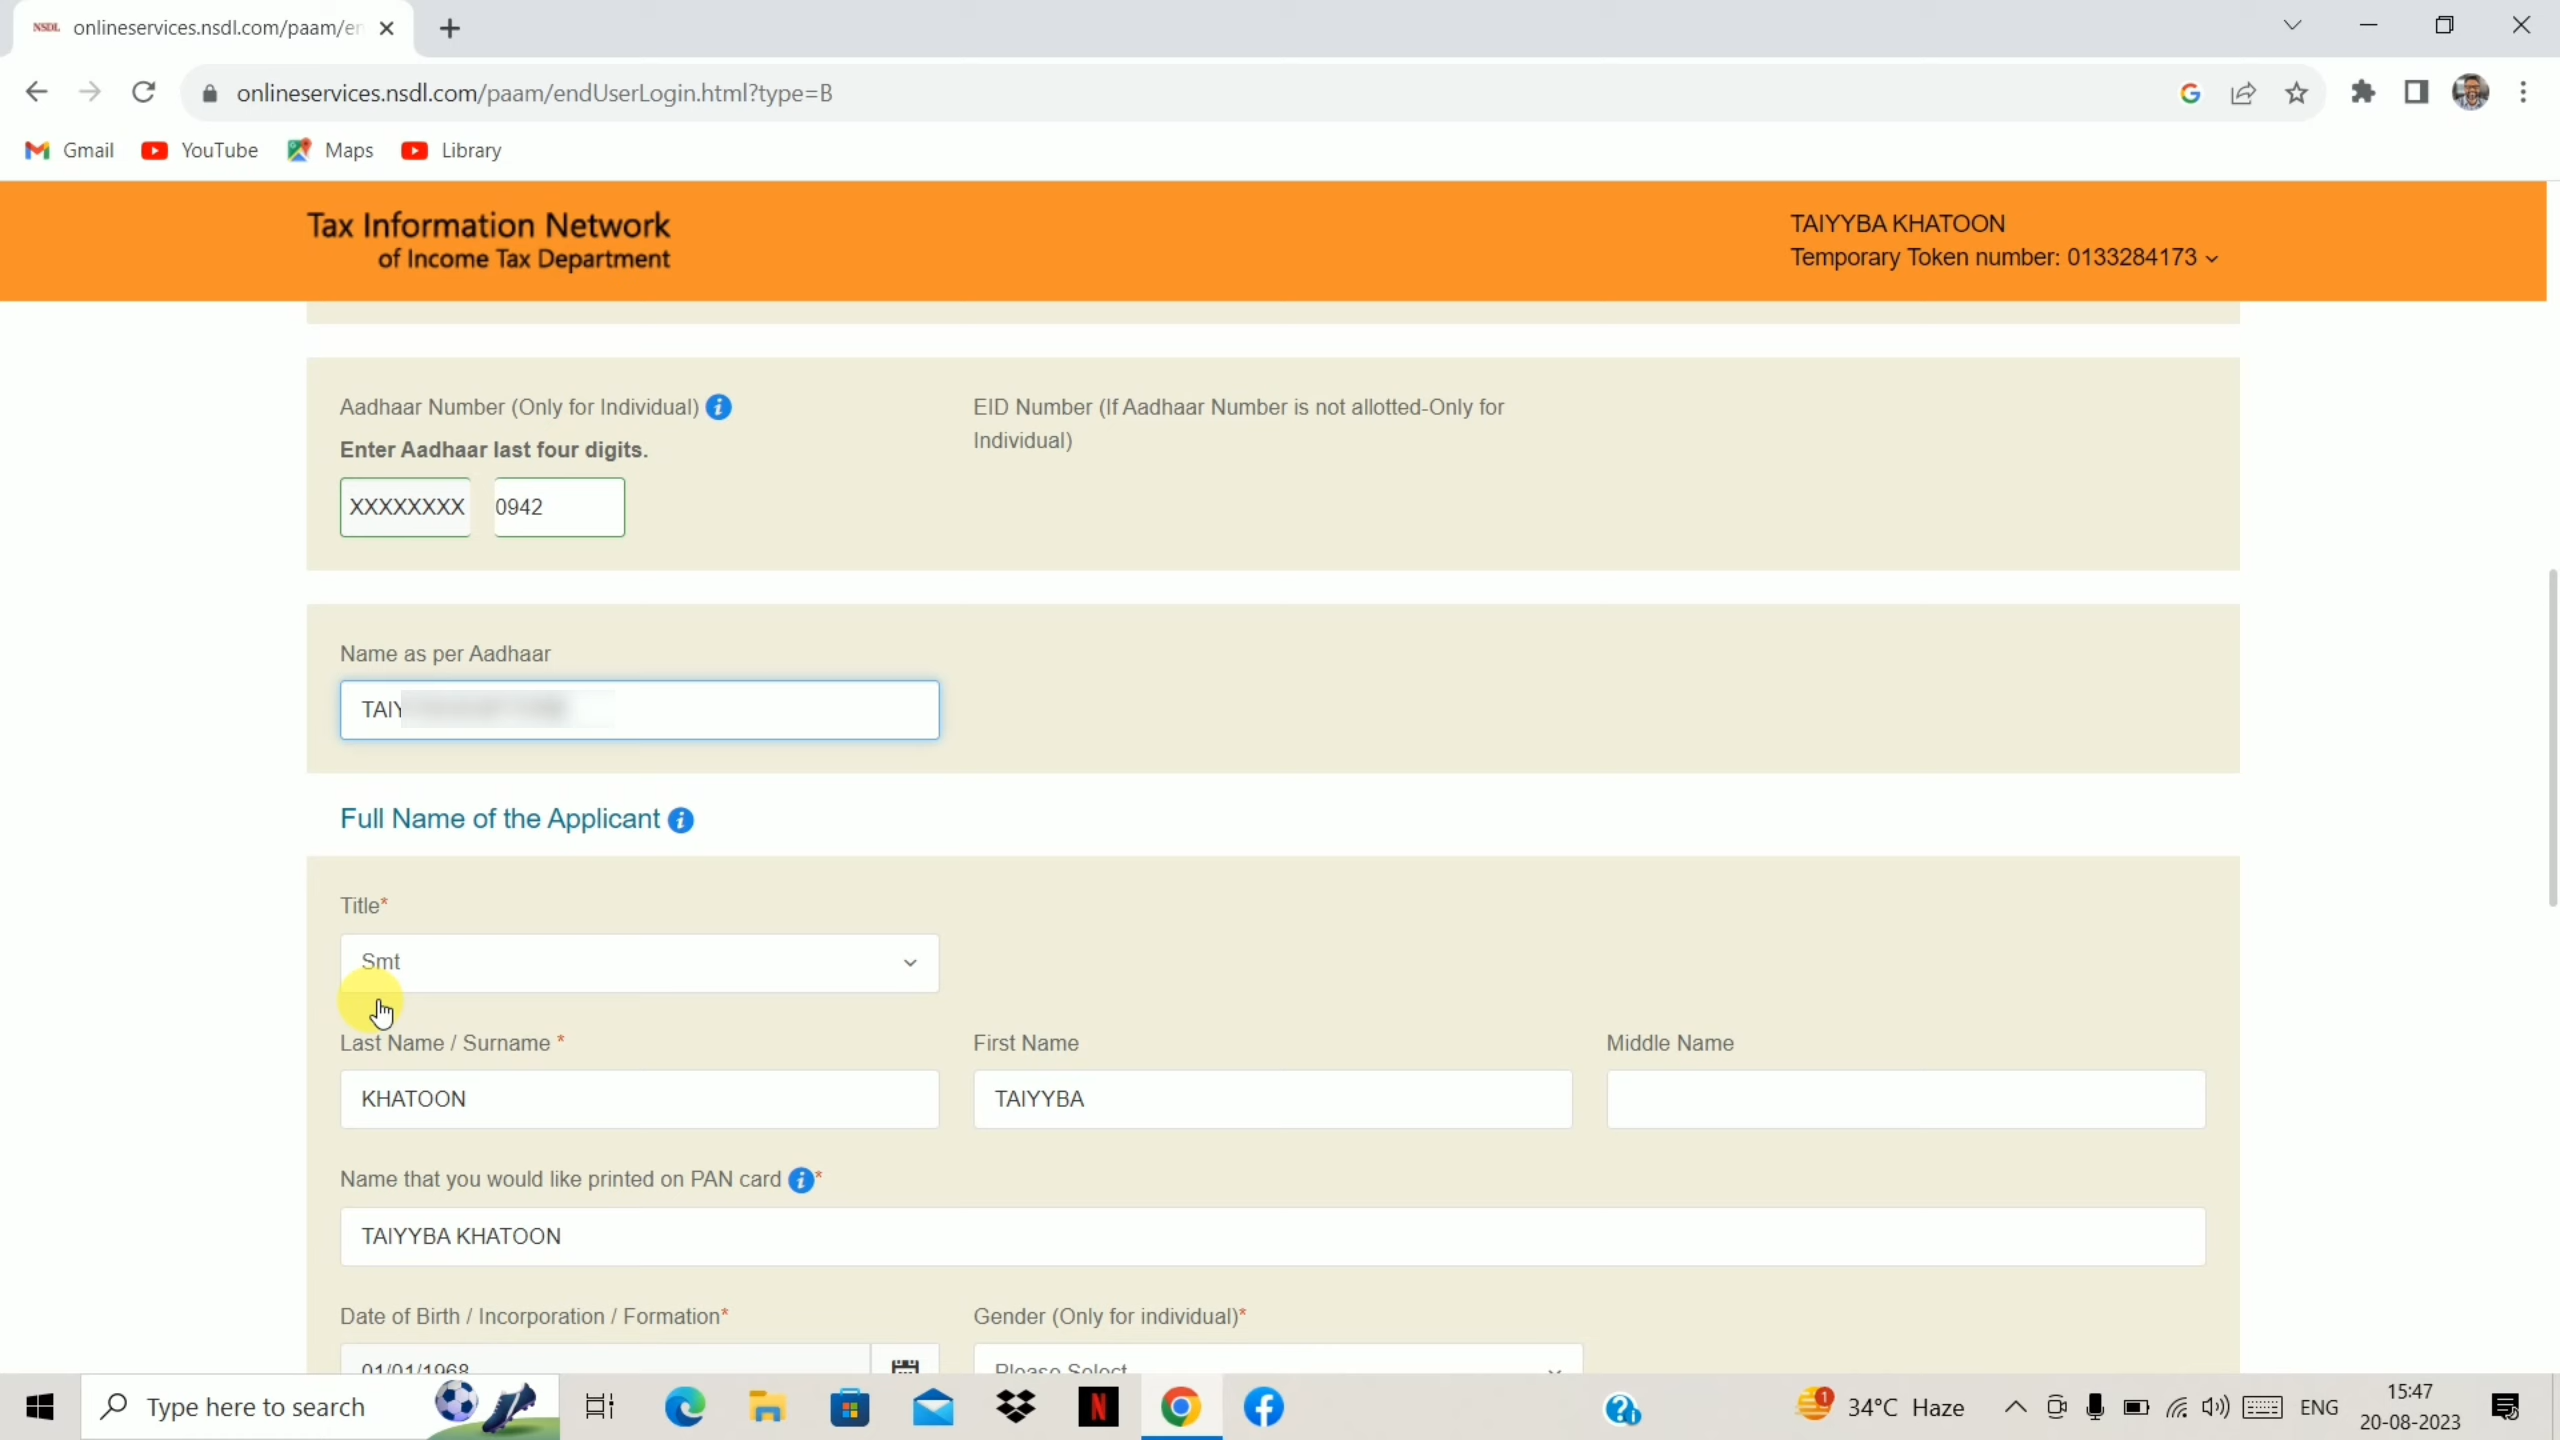 NSDL onlineservices.nsdl.com/paam/en
onlineservices.nsdl.com/paam/endUserLogin.html?type=B
Gmail YouTube Maps Library
Tax Information Network
of Income Tax Department
TAIYYBA KHATOON
Temporary Token number: 0133284173
Aadhaar Number (Only for Individual)
Enter Aadhaar last four digits.
XXXXXXXX 0942
EID Number (If Aadhaar Number is not allotted-Only for
Individual)
Name as per Aadhaar
TAIY
Full Name of the Applicant
Title*
Smt
Last Name / Surname * First Name Middle Name
KHATOON TAIYYBA
Name that you would like printed on PAN card *
TAIYYBA KHATOON
Date of Birth / Incorporation / Formation* Gender (Only for individual)*
01/01/1968 Please Select
Type here to search
1 34°C Haze ENG 15:47
20-08-2023